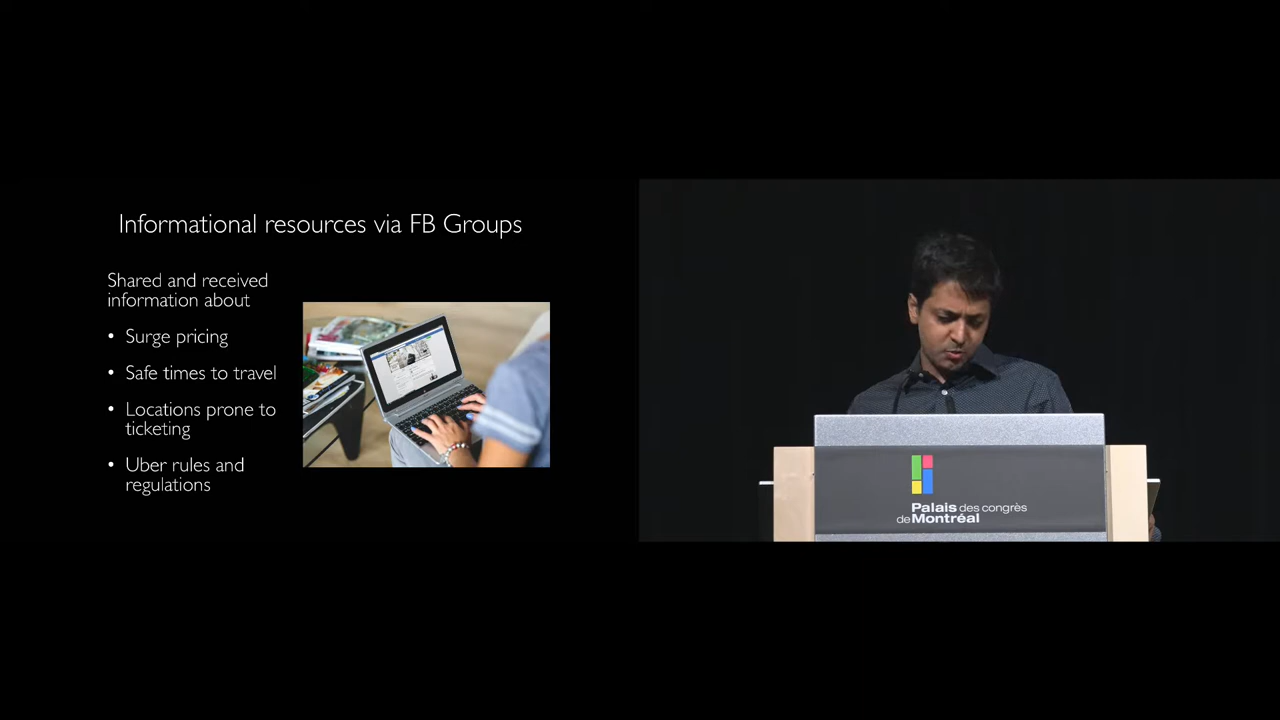 Informational resources via FB Groups
Shared and received
information about
• Surge pricing
• Safe times to travel
• Locations prone to
ticketing
• Uber rules and
regulations
Palais des congrès
de Montréal